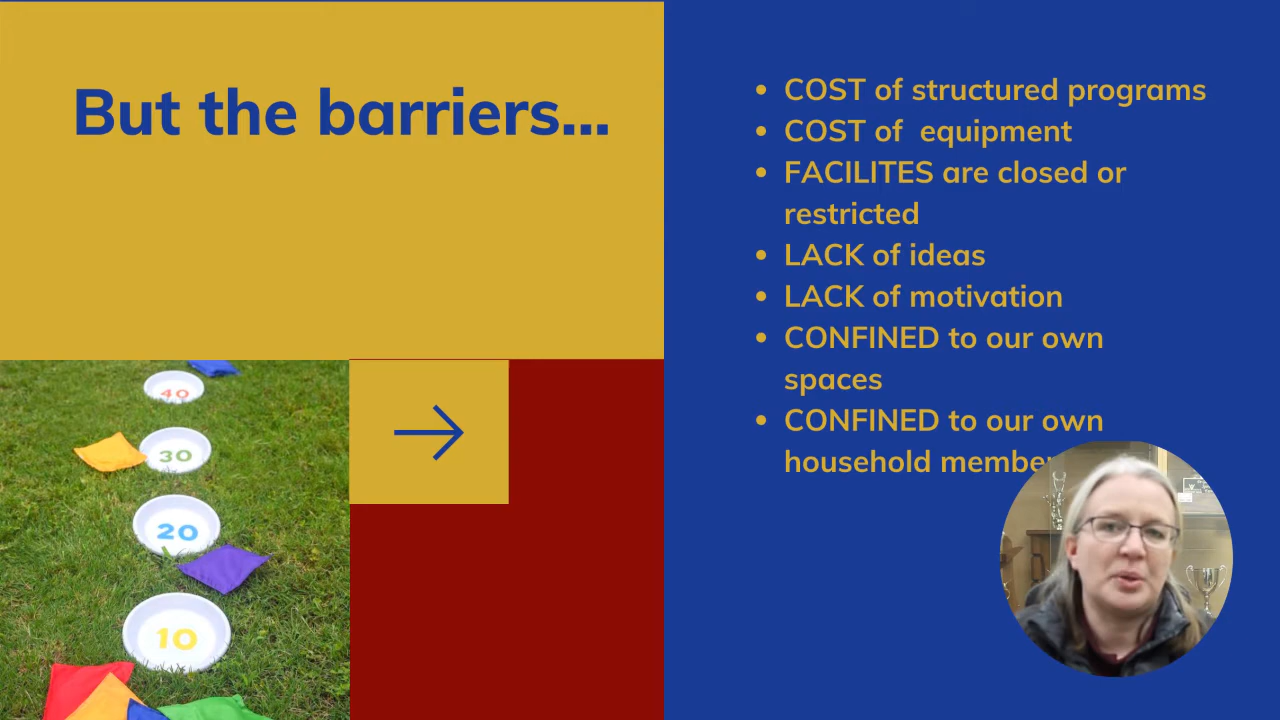 But the barriers...
• COST of structured programs
• COST of  equipment
• FACILITES are closed or
restricted
• LACK of ideas
• LACK of motivation
• CONFINED to our own
spaces
• CONFINED to our own
household
40
30
20
10